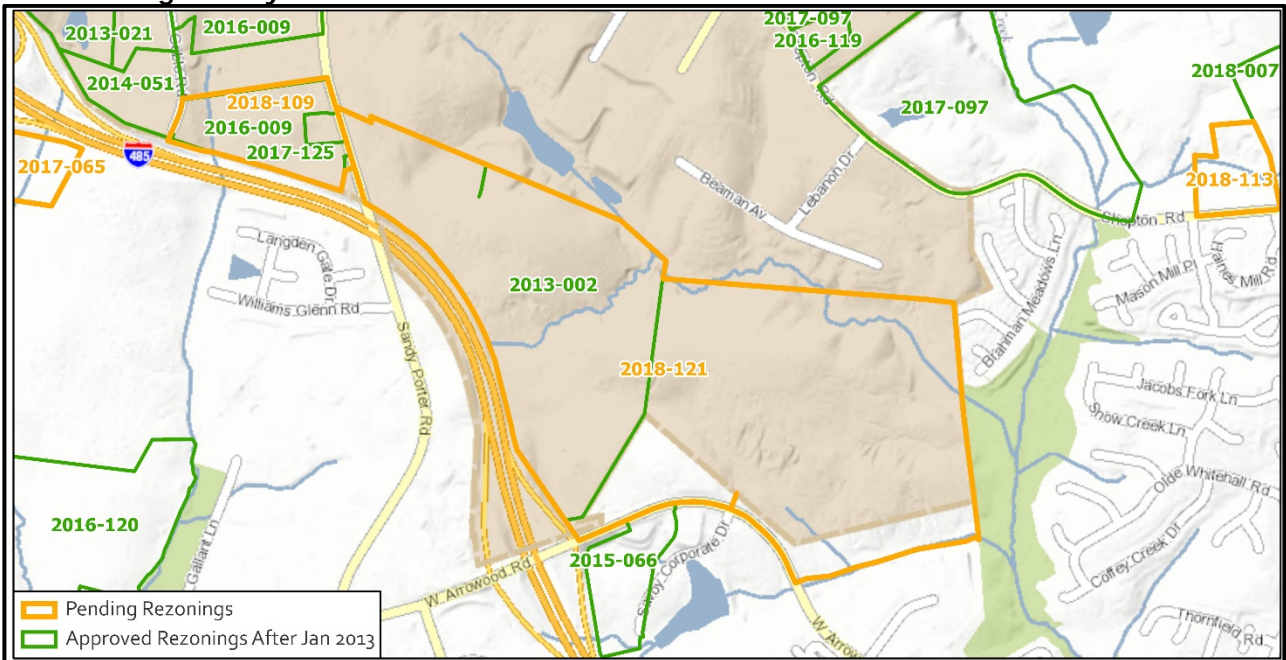 2013-021
2016-009
2014-051
2018-109
2016-009
2017-125
485
2017-065
2017-097
2016-119
2017-097
2018-007
2018-113
Shopton Rd
Beaman Av
Lebanon Dr
Langden Gate Dr
Williams Glenn Rd
Sandy Porter Rd
2013-002
2018-121
Brahman Meadows Ln
Mason Mill Pl
Haines Mill Rd
Jacobs Fork Ln
Snow Creek Ln
Olde Whitehall Rd
Coffey Creek Dr
Thornfield Rd
2016-120
Gallant Ln
W Arrowood Rd
2015-066
Savoy Corporate Dr
W Arrow
Creek
Pending Rezonings
Approved Rezonings After Jan 2013